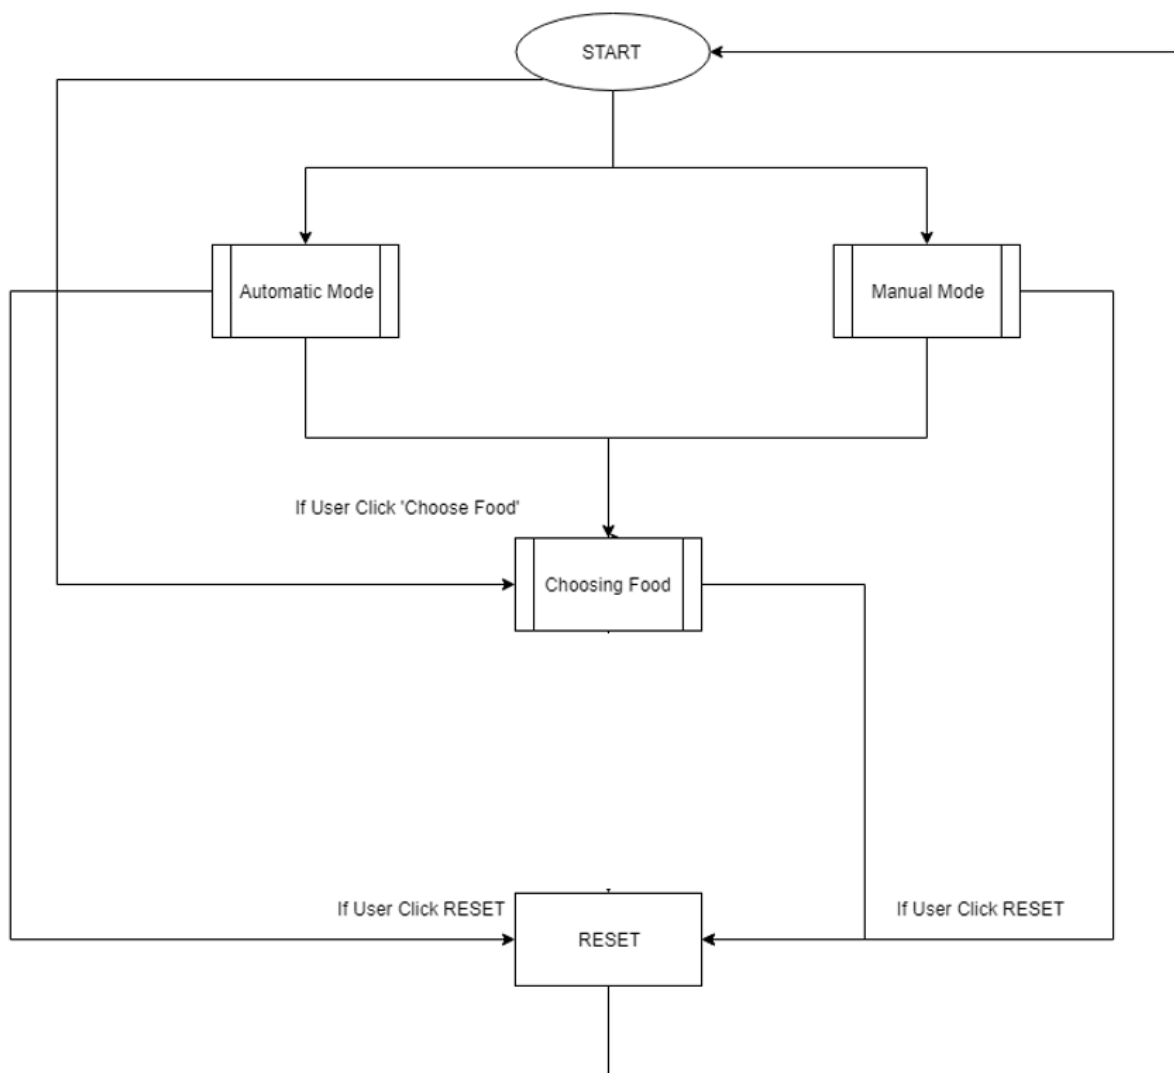 START
Automatic Mode
Manual Mode
If User Click 'Choose Food'
Choosing Food
If User Click RESET
If User Click RESET
RESET